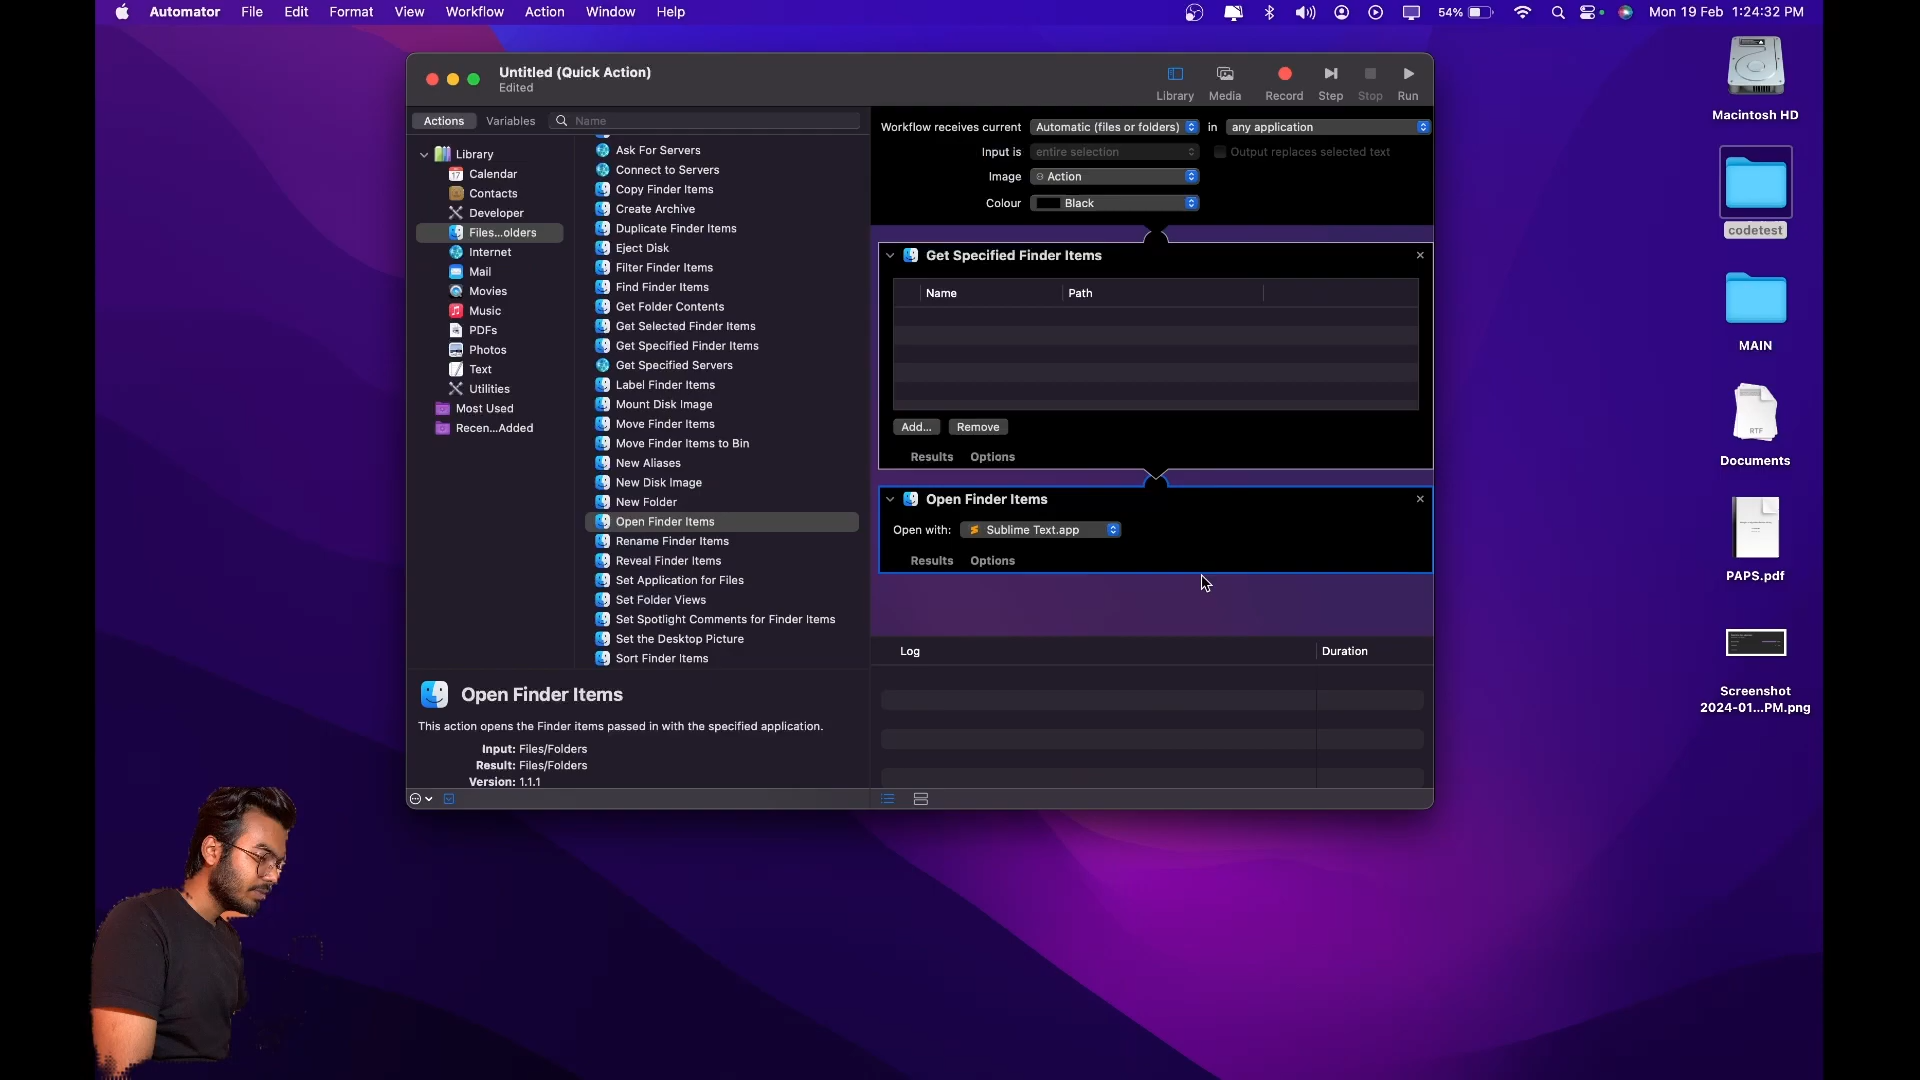 Automator File Edit Format View Workflow Action Window Help
54% Mon 19 Feb 1:24:32 PM
Untitled (Quick Action)
Edited
Library Media Record Step Stop Run
Actions Variables Name
Library
Calendar
Contacts
Developer
Files...olders
Internet
Mail
Movies
Music
PDFs
Photos
Text
Utilities
Most Used
Recen...Added
Ask For Servers
Connect to Servers
Copy Finder Items
Create Archive
Duplicate Finder Items
Eject Disk
Filter Finder Items
Find Finder Items
Get Folder Contents
Get Selected Finder Items
Get Specified Finder Items
Get Specified Servers
Label Finder Items
Mount Disk Image
Move Finder Items
Move Finder Items to Bin
New Aliases
New Disk Image
New Folder
Open Finder Items
Rename Finder Items
Reveal Finder Items
Set Application for Files
Set Folder Views
Set Spotlight Comments for Finder Items
Set the Desktop Picture
Sort Finder Items
Open Finder Items
This action opens the Finder items passed in with the specified application.
Input: Files/Folders
Result: Files/Folders
Version: 1.1.1
Workflow receives current Automatic (files or folders) in any application
Input is entire selection Output replaces selected text
Image Action
Colour Black
Get Specified Finder Items
Name Path
Add... Remove
Results Options
Open Finder Items
Open with: Sublime Text.app
Results Options
Log Duration
Macintosh HD
codetest
MAIN
RTF
Documents
PAPS.pdf
Screenshot
2024-01...PM.png